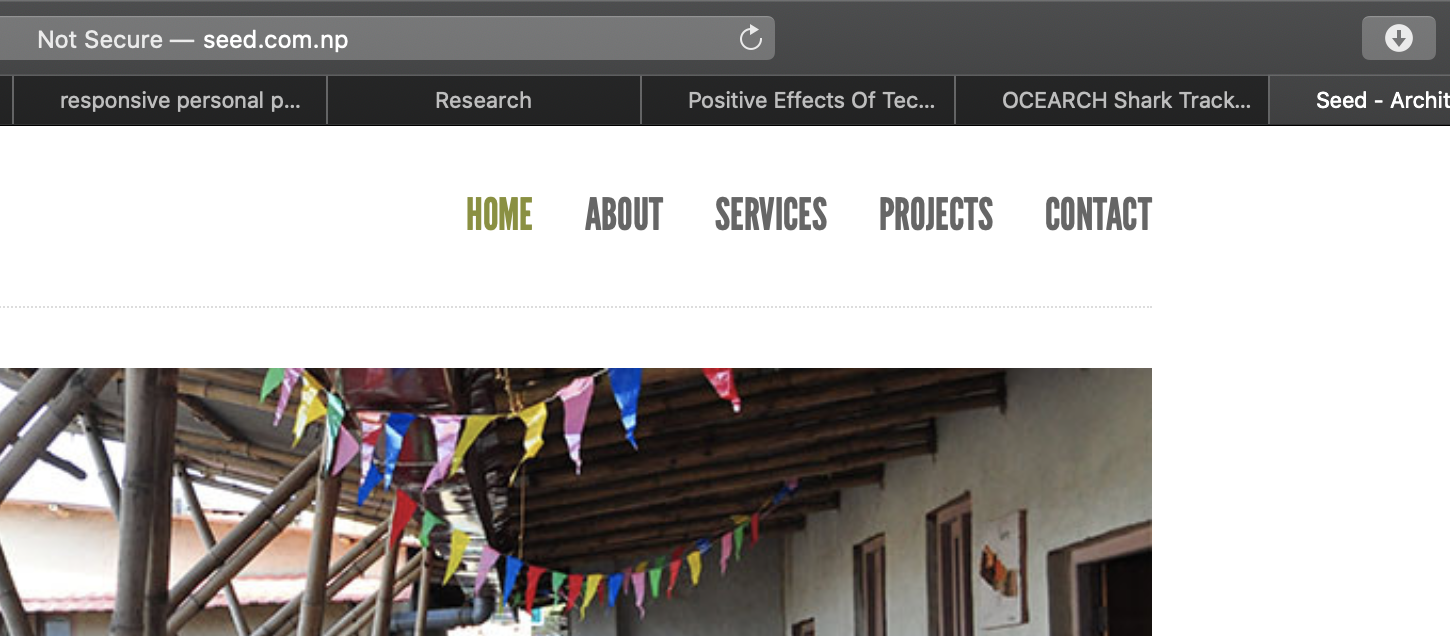 Not Secure — seed.com.np
responsive personal p... Research Positive Effects Of Tec... OCEARCH Shark Track... Seed - Archit
HOME ABOUT SERVICES PROJECTS CONTACT